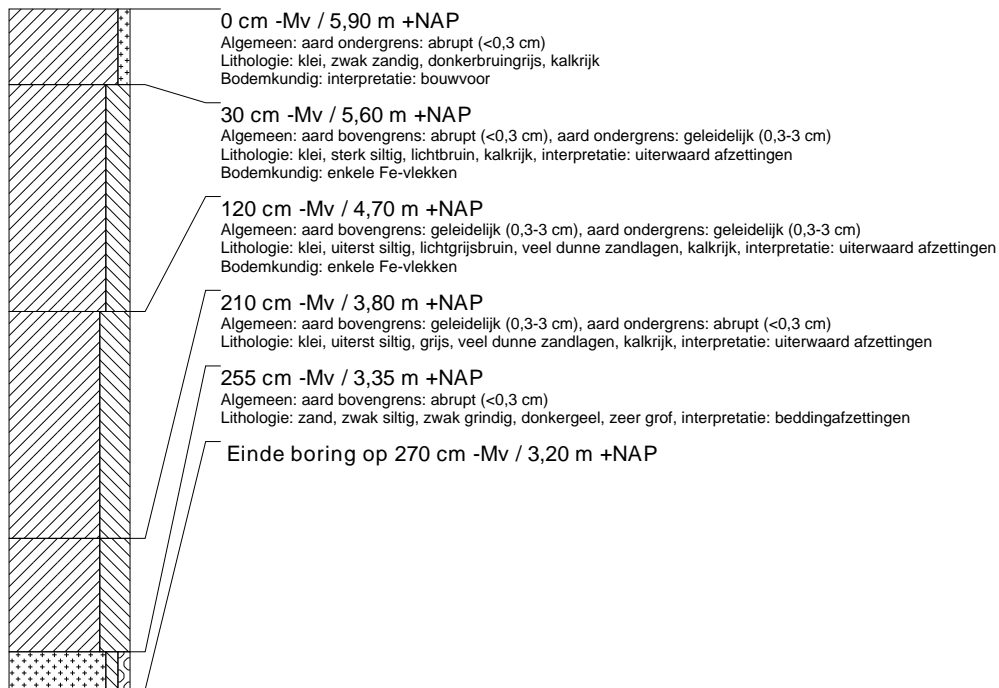 0 cm -Mv / 5,90 m +NAP
Algemeen: aard ondergrens: abrupt (<0,3 cm)
Lithologie: klei, zwak zandig, donkerbruingrijs, kalkrijk
Bodemkundig: interpretatie: bouwvoor
30 cm -Mv / 5,60 m +NAP
Algemeen: aard bovengrens: abrupt (<0,3 cm), aard ondergrens: geleidelijk (0,3-3 cm)
Lithologie: klei, sterk siltig, lichtbruin, kalkrijk, interpretatie: uiterwaard afzettingen
Bodemkundig: enkele Fe-vlekken
120 cm -Mv / 4,70 m +NAP
Algemeen: aard bovengrens: geleidelijk (0,3-3 cm), aard ondergrens: geleidelijk (0,3-3 cm)
Lithologie: klei, uiterst siltig, lichtgrijsbruin, veel dunne zandlagen, kalkrijk, interpretatie: uiterwaard afzettingen
Bodemkundig: enkele Fe-vlekken
210 cm -Mv / 3,80 m +NAP
Algemeen: aard bovengrens: geleidelijk (0,3-3 cm), aard ondergrens: abrupt (<0,3 cm)
Lithologie: klei, uiterst siltig, grijs, veel dunne zandlagen, kalkrijk, interpretatie: uiterwaard afzettingen
255 cm -Mv / 3,35 m +NAP
Algemeen: aard bovengrens: abrupt (<0,3 cm)
Lithologie: zand, zwak siltig, zwak grindig, donkergeel, zeer grof, interpretatie: beddingafzettingen
Einde boring op 270 cm -Mv / 3,20 m +NAP